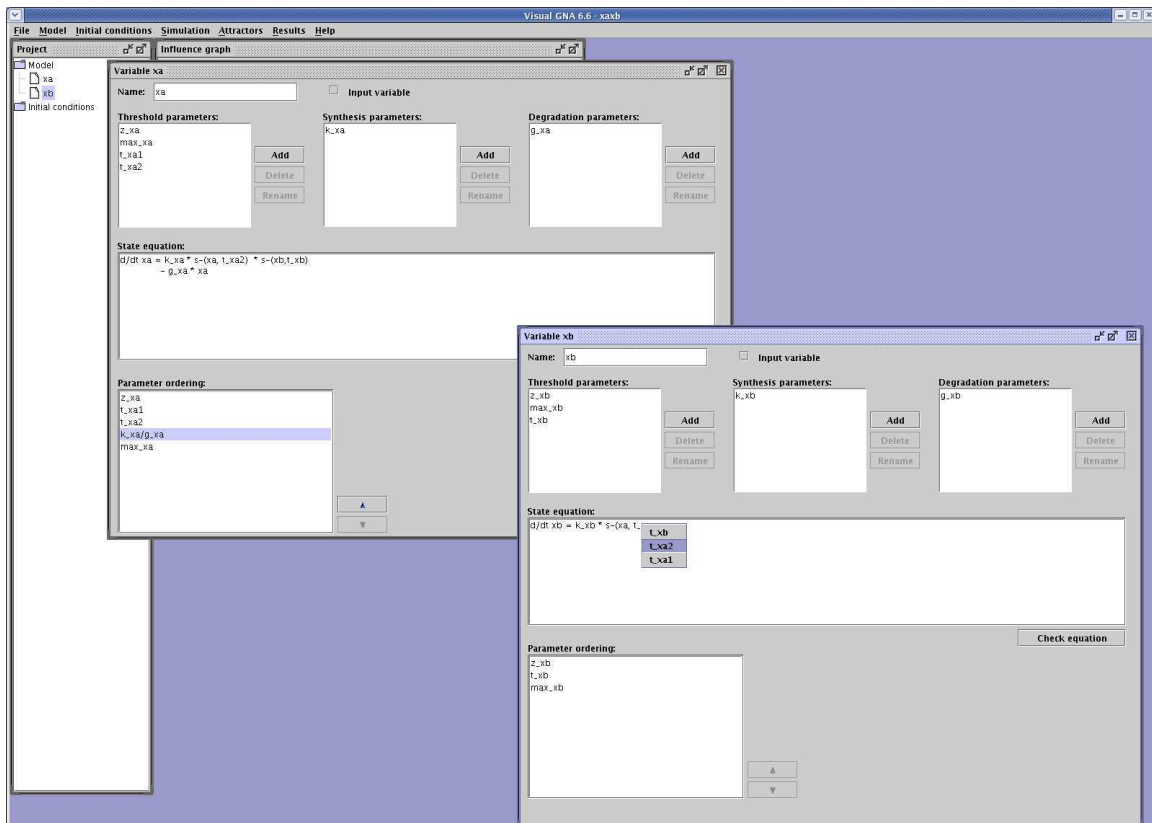 Visual GNA 6.6 - xaxb
File Model Initial conditions Simulation Attractors Results Help
Project
Influence graph
Model
xa
xb
Initial conditions
Variable xa
Name: xa
Input variable
Threshold parameters:
z_xa
max_xa
t_xa1
t_xa2
Add
Delete
Rename
Synthesis parameters:
k_xa
Add
Delete
Rename
Degradation parameters:
g_xa
Add
Delete
Rename
State equation:
d/dt xa = k_xa * s-(xa, t_xa2) * s-(xb,t_xb)
- g_xa * xa
Parameter ordering:
z_xa
t_xa1
t_xa2
k_xa/g_xa
max_xa
Variable xb
Name: xb
Input variable
Threshold parameters:
z_xb
max_xb
t_xb
Add
Delete
Rename
Synthesis parameters:
k_xb
Add
Delete
Rename
Degradation parameters:
g_xb
Add
Delete
Rename
State equation:
d/dt xb = k_xb * s-(xa, t_
t_xb
t_xa2
t_xa1
Check equation
Parameter ordering:
z_xb
t_xb
max_xb